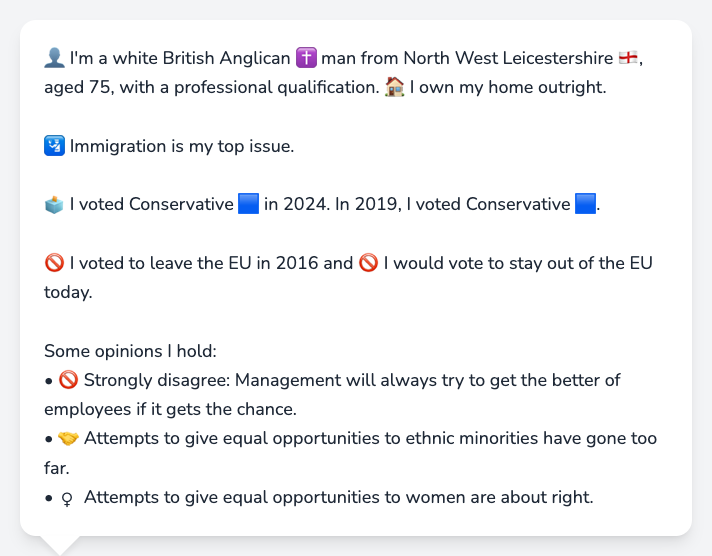 👤 I'm a white British Anglican ✝️ man from North West Leicestershire 🏴󠁧󠁢󠁥󠁮󠁧󠁿,
aged 75, with a professional qualification. 🏠 I own my home outright.
🛂 Immigration is my top issue.
🗳️ I voted Conservative 🟦 in 2024. In 2019, I voted Conservative 🟦.
🚫 I voted to leave the EU in 2016 and 🚫 I would vote to stay out of the EU
today.
Some opinions I hold:
• 🚫 Strongly disagree: Management will always try to get the better of
employees if it gets the chance.
• 🤝 Attempts to give equal opportunities to ethnic minorities have gone too
far.
• ♀ Attempts to give equal opportunities to women are about right.